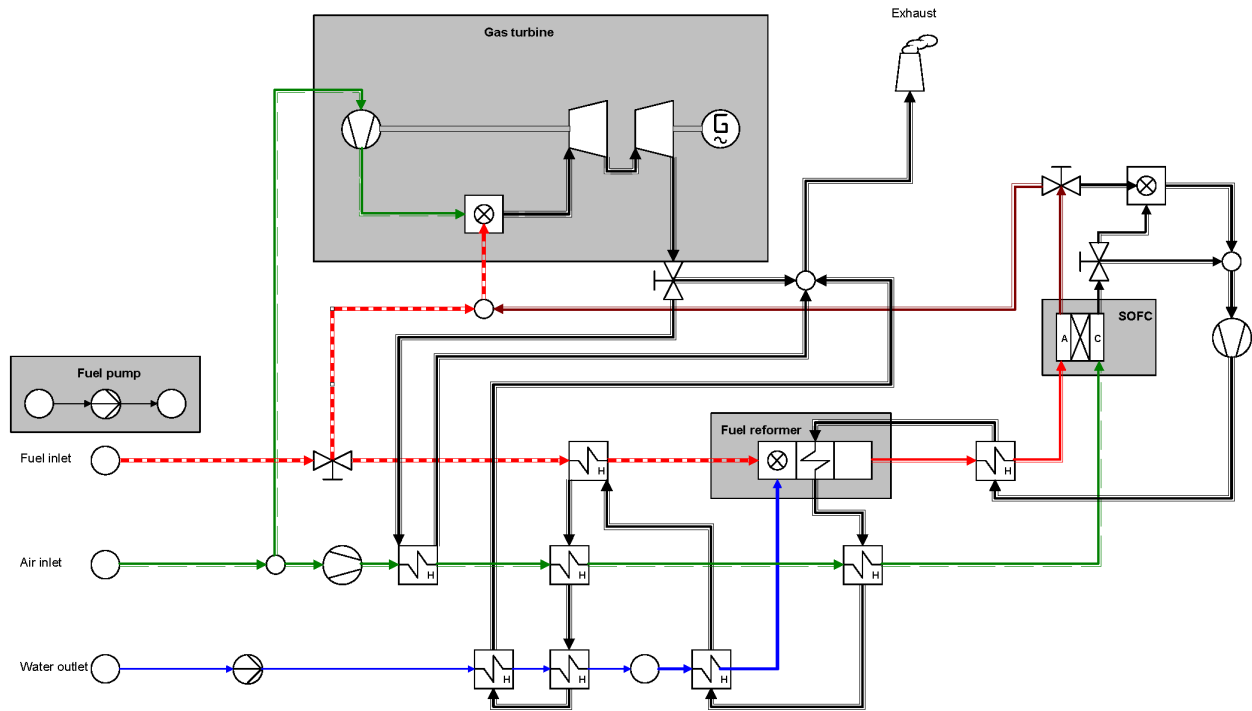 Exhaust
Gas turbine
G
~
SOFC
A
C
Fuel pump
Fuel inlet
Fuel reformer
H
H
Air inlet
H
H
H
Water outlet
H
H
H